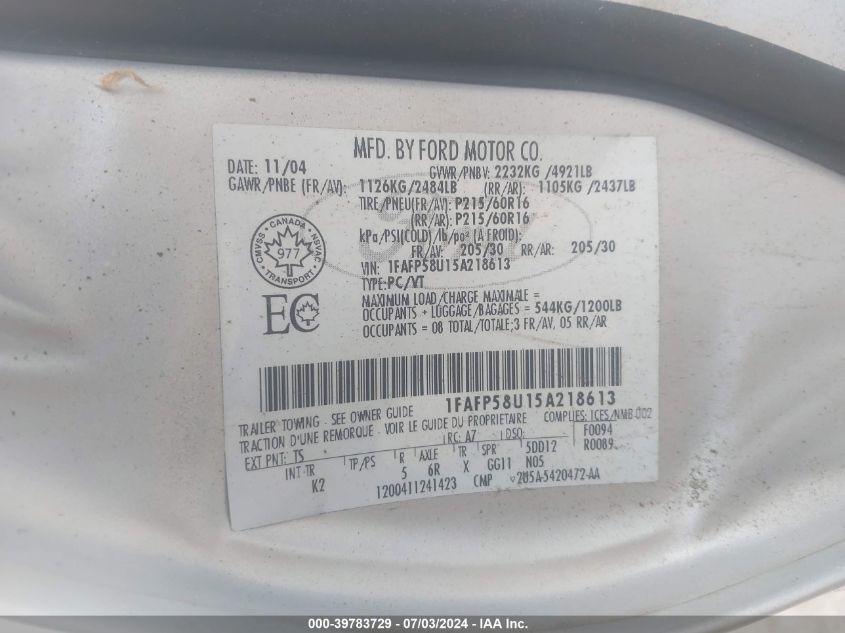 MFD. BY FORD MOTOR CO.
DATE: 11/04 GVWR/PNBV: 2232KG /4921LB
GAWR/PNBE (FR/AV): 1126KG/2484LB (RR/AR): 1105KG /2437LB
TIRE/PNEU(FR/AV): P215/60R16
(RR/AR): P215/60R16
kPa/PSI(COLD)/lb/po² (A FROID):
FR/AV: 205/30 RR/AR: 205/30
VIN: 1FAFP58U15A218613
TYPE:PC/VT
MAXIMUM LOAD/CHARGE MAXIMALE =
OCCUPANTS + LUGGAGE/BAGAGES = 544KG/1200LB
OCCUPANTS = 08 TOTAL/TOTALE;3 FR/AV, 05 RR/AR
CANADA
CMVSS NSVAC
977
TRANSPORT
EC
1FAFP58U15A218613
TRAILER TOWING - SEE OWNER GUIDE COMPLIES: ICES/NMB-002
TRACTION D'UNE REMORQUE - VOIR LE GUIDE DU PROPRIETAIRE
EXT PNT: TS RC: A7 DSO: F0094
INT TR TP/PS R AXLE TR SPR 5DD12 R0089
K2 5 6R X GG11 N05
1200411241423 CMP 2U5A-5420472-AA
000-39783729 - 07/03/2024 - IAA Inc.